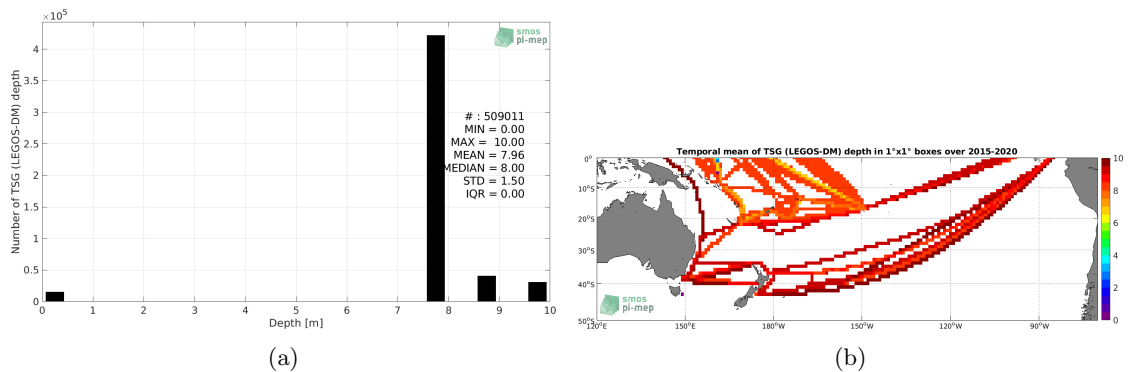 ×10⁵
4
3.5
3
2.5
2
1.5
1
0.5
0
Number of TSG (LEGOS-DM) depth
smos
pi-mep
# : 509011
MIN = 0.00
MAX = 10.00
MEAN = 7.96
MEDIAN = 8.00
STD = 1.50
IQR = 0.00
0 1 2 3 4 5 6 7 8 9 10
Depth [m]
(a)
Temporal mean of TSG (LEGOS-DM) depth in 1°x1° boxes over 2015-2020
0°
10°S
20°S
30°S
40°S
50°S
smos
pi-mep
120°E 150°E 180°W 150°W 120°W 90°W
10
8
6
4
2
0
(b)